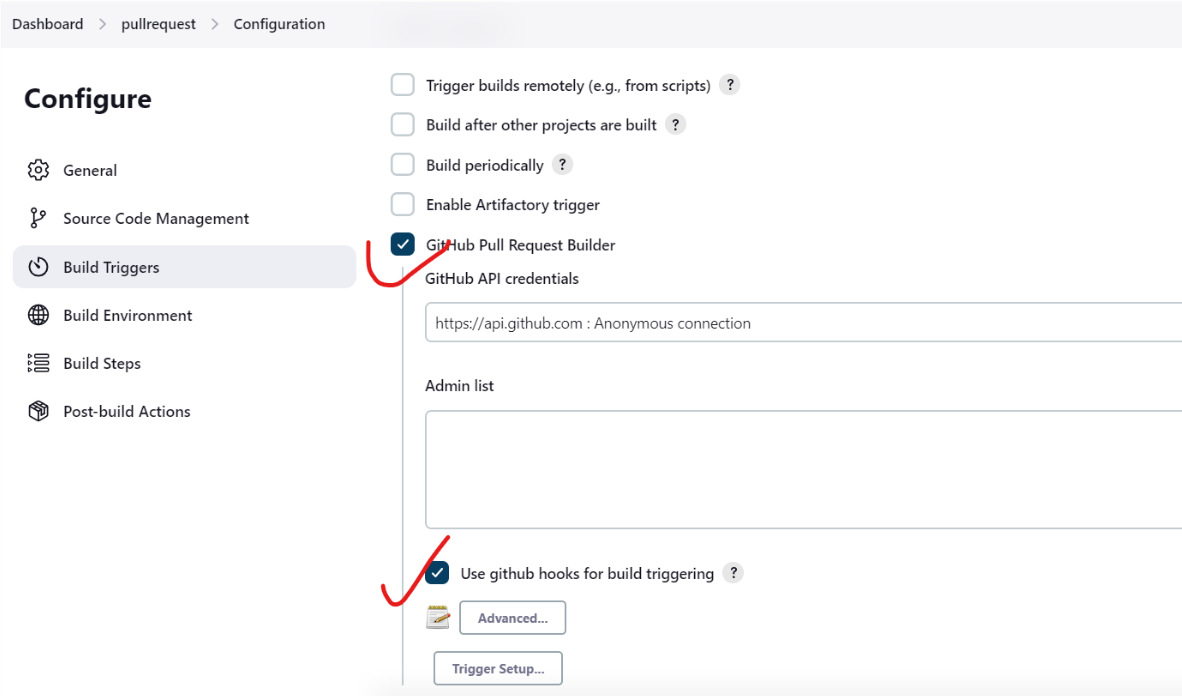 Dashboard > pullrequest > Configuration
Configure
General
Source Code Management
Build Triggers
Build Environment
Build Steps
Post-build Actions
Trigger builds remotely (e.g., from scripts) ?
Build after other projects are built ?
Build periodically ?
Enable Artifactory trigger
GitHub Pull Request Builder
GitHub API credentials
https://api.github.com : Anonymous connection
Admin list
Use github hooks for build triggering ?
Advanced...
Trigger Setup...